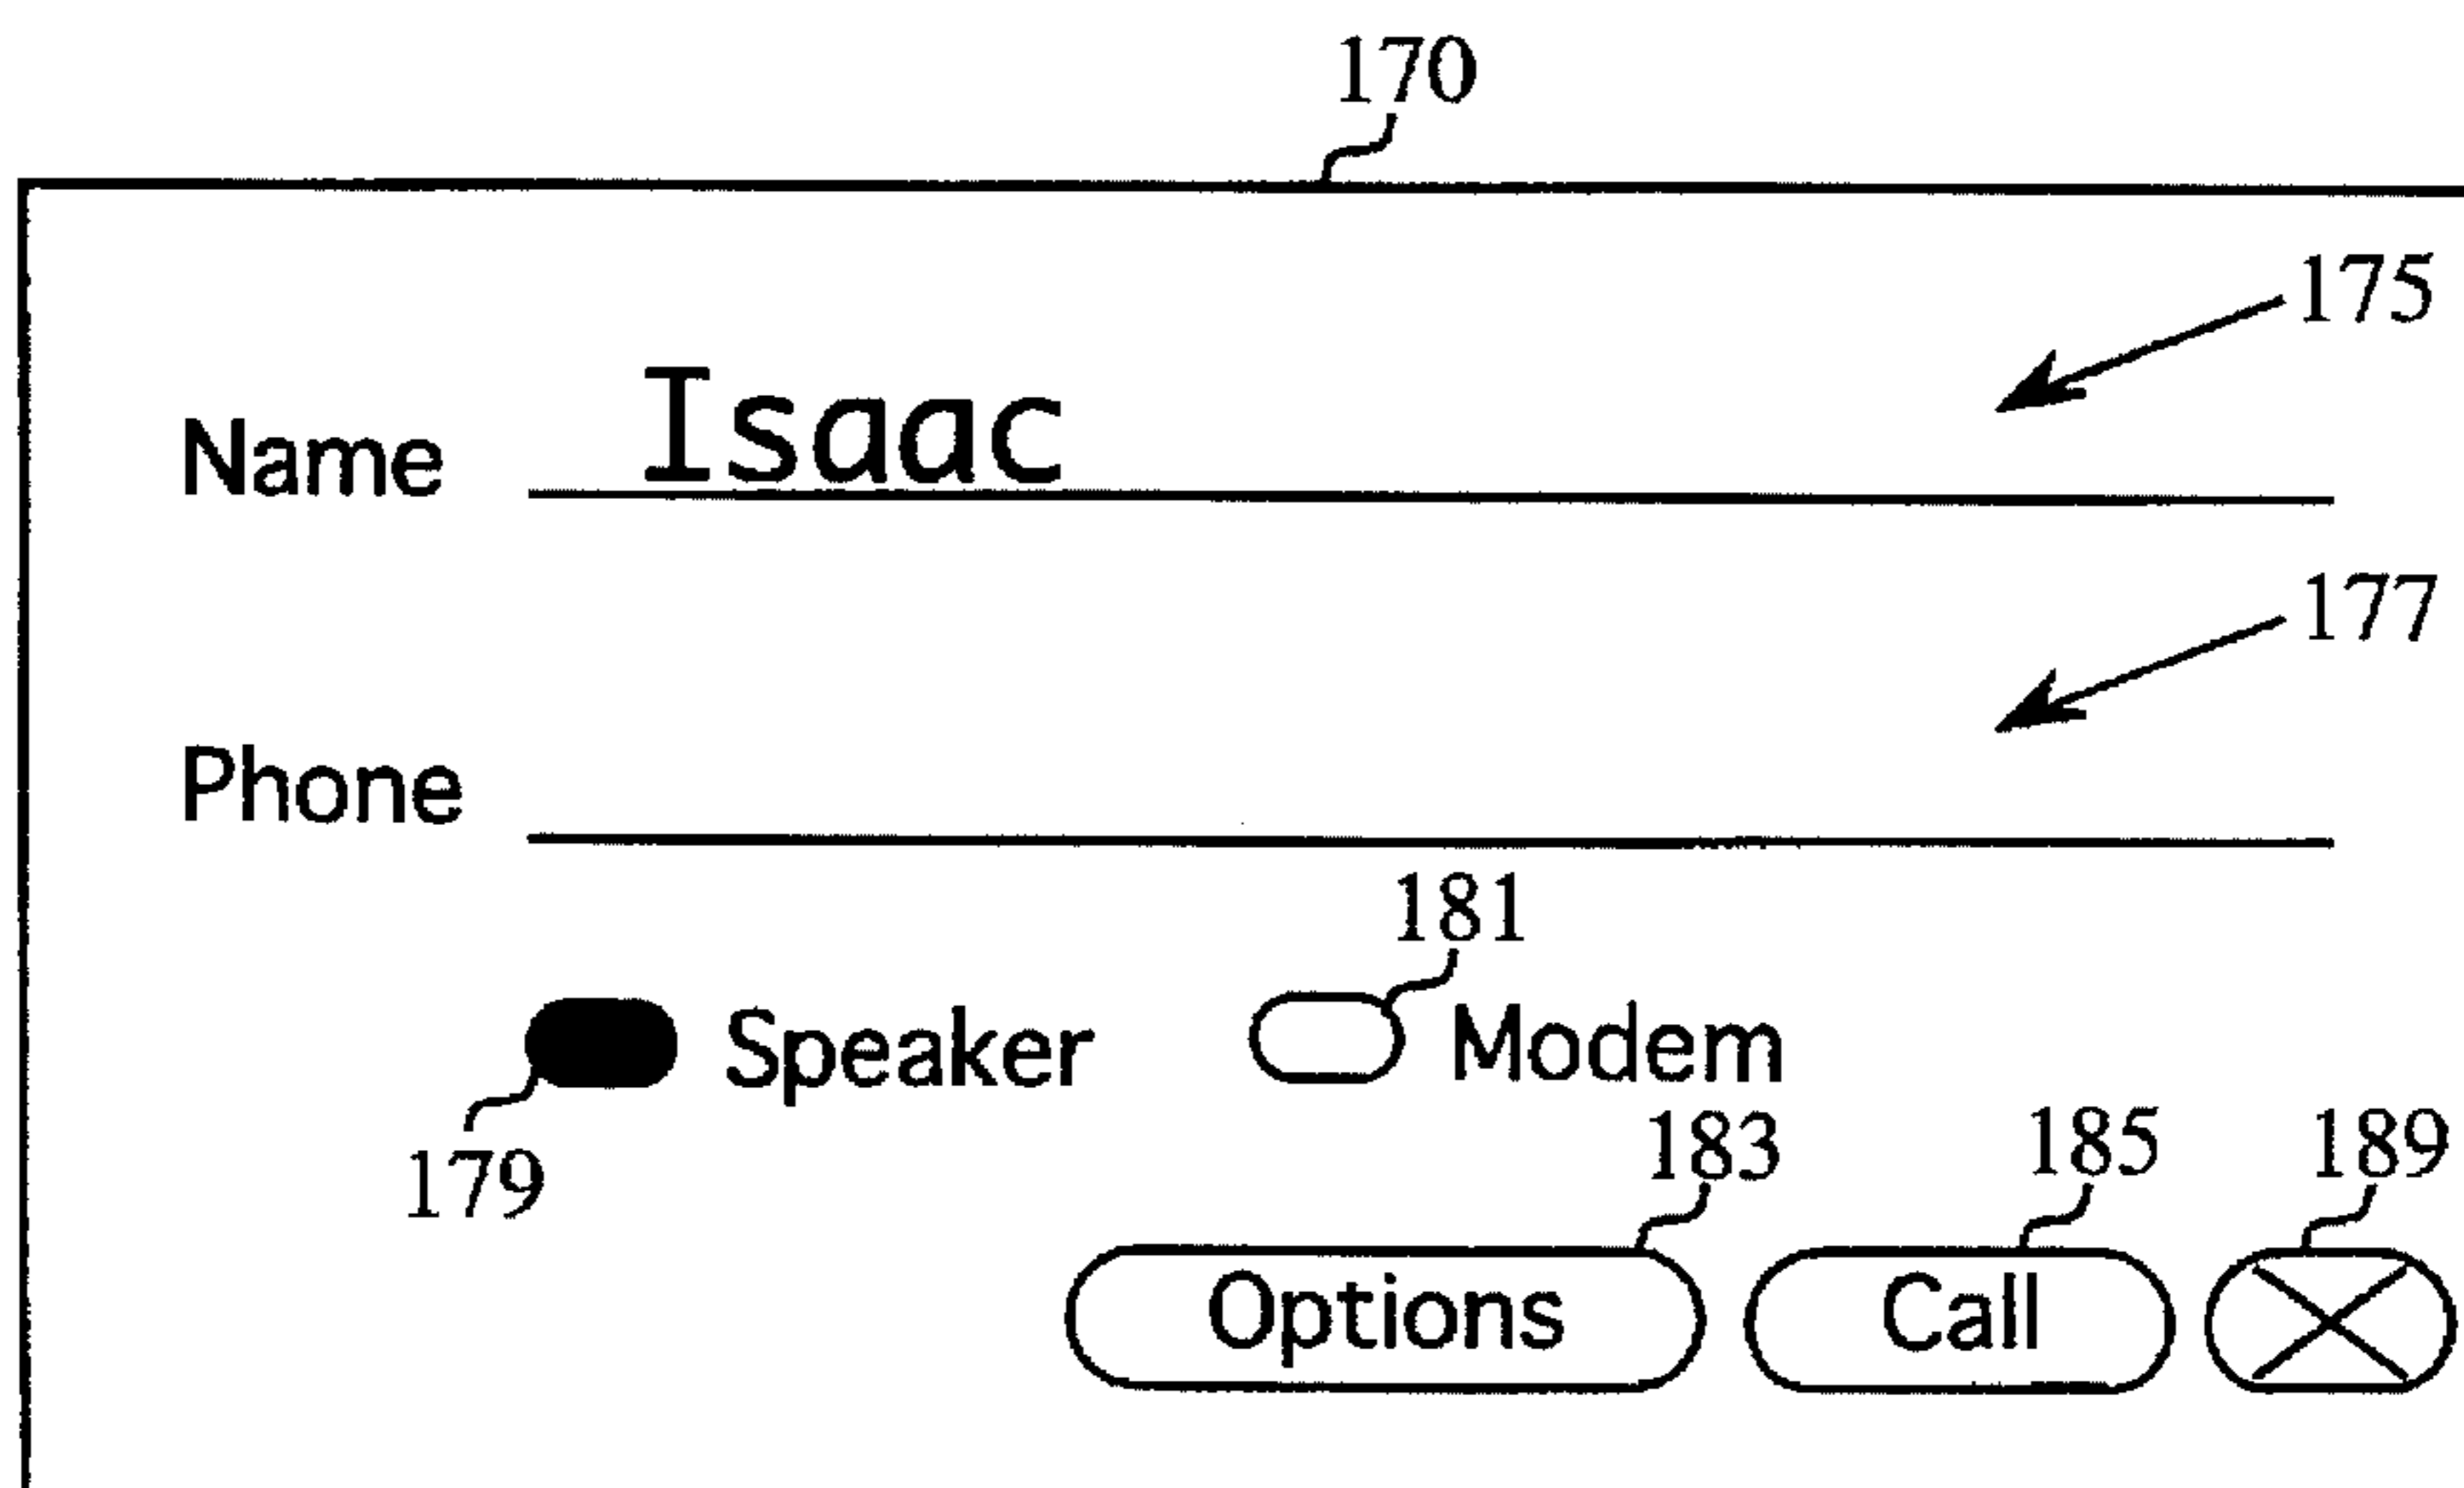 170
175
Name Isaac
177
Phone
181
Speaker Modem
179 183 185 189
Options Call